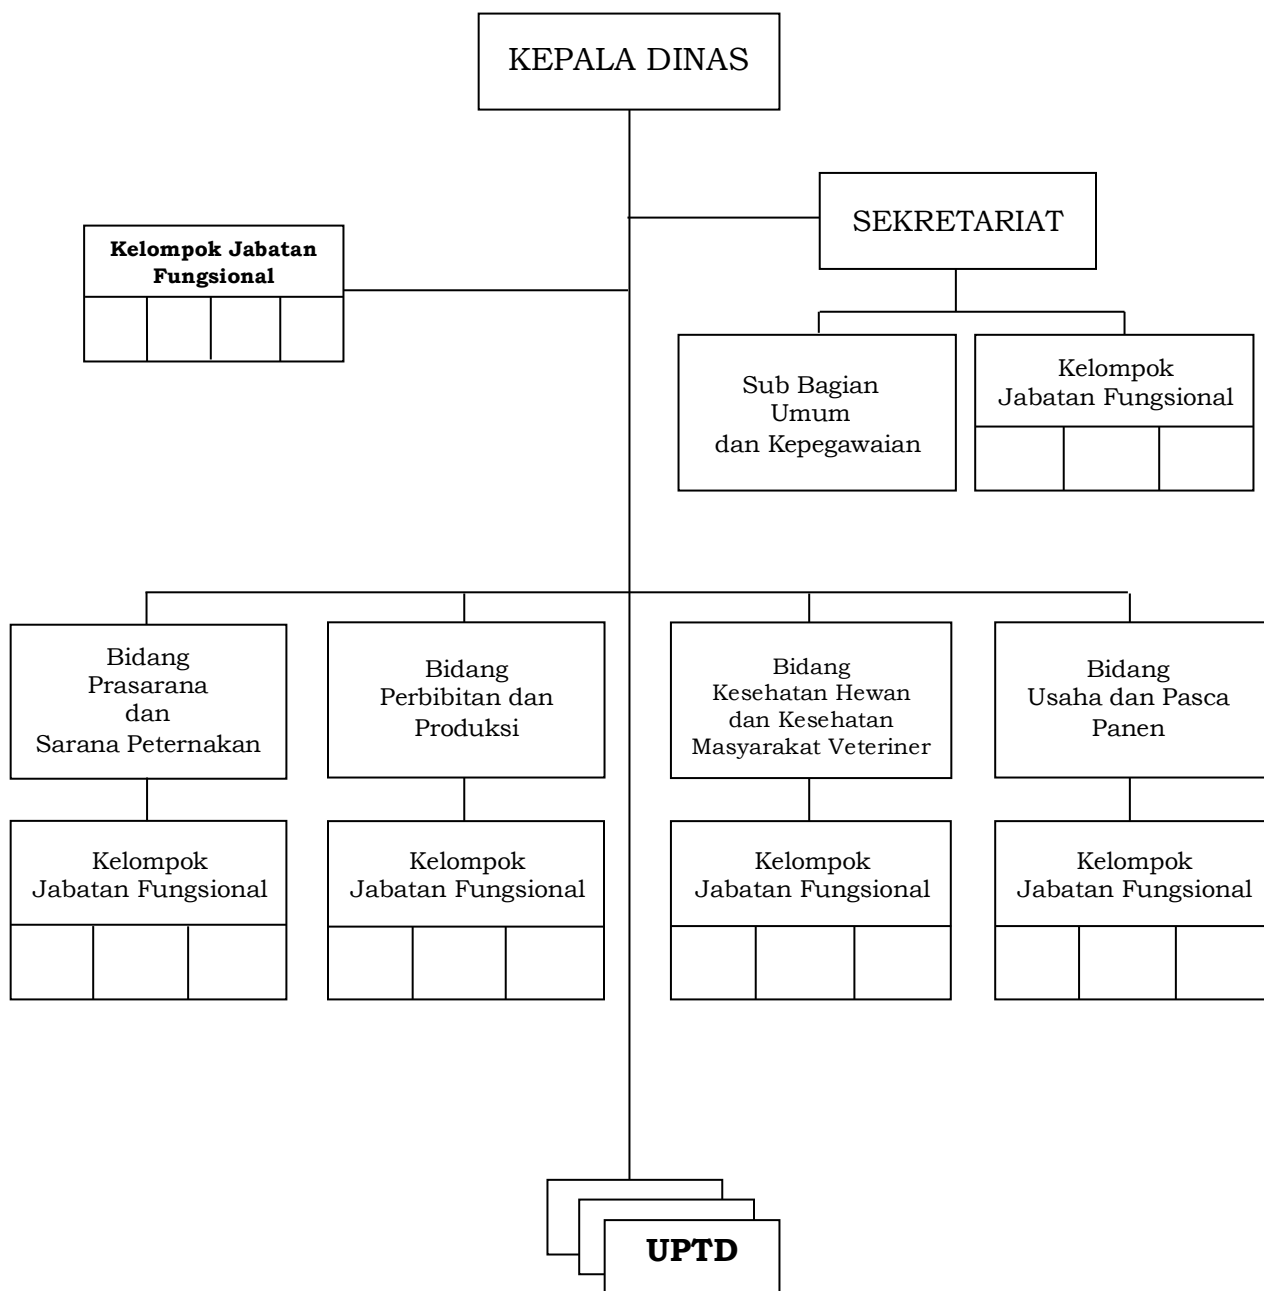 KEPALA DINAS
SEKRETARIAT
Kelompok Jabatan
Fungsional
Sub Bagian
Umum
dan Kepegawaian
Kelompok
Jabatan Fungsional
Bidang
Prasarana
dan
Sarana Peternakan
Bidang
Perbibitan dan
Produksi
Bidang
Kesehatan Hewan
dan Kesehatan
Masyarakat Veteriner
Bidang
Usaha dan Pasca
Panen
Kelompok
Jabatan Fungsional
Kelompok
Jabatan Fungsional
Kelompok
Jabatan Fungsional
Kelompok
Jabatan Fungsional
UPTD